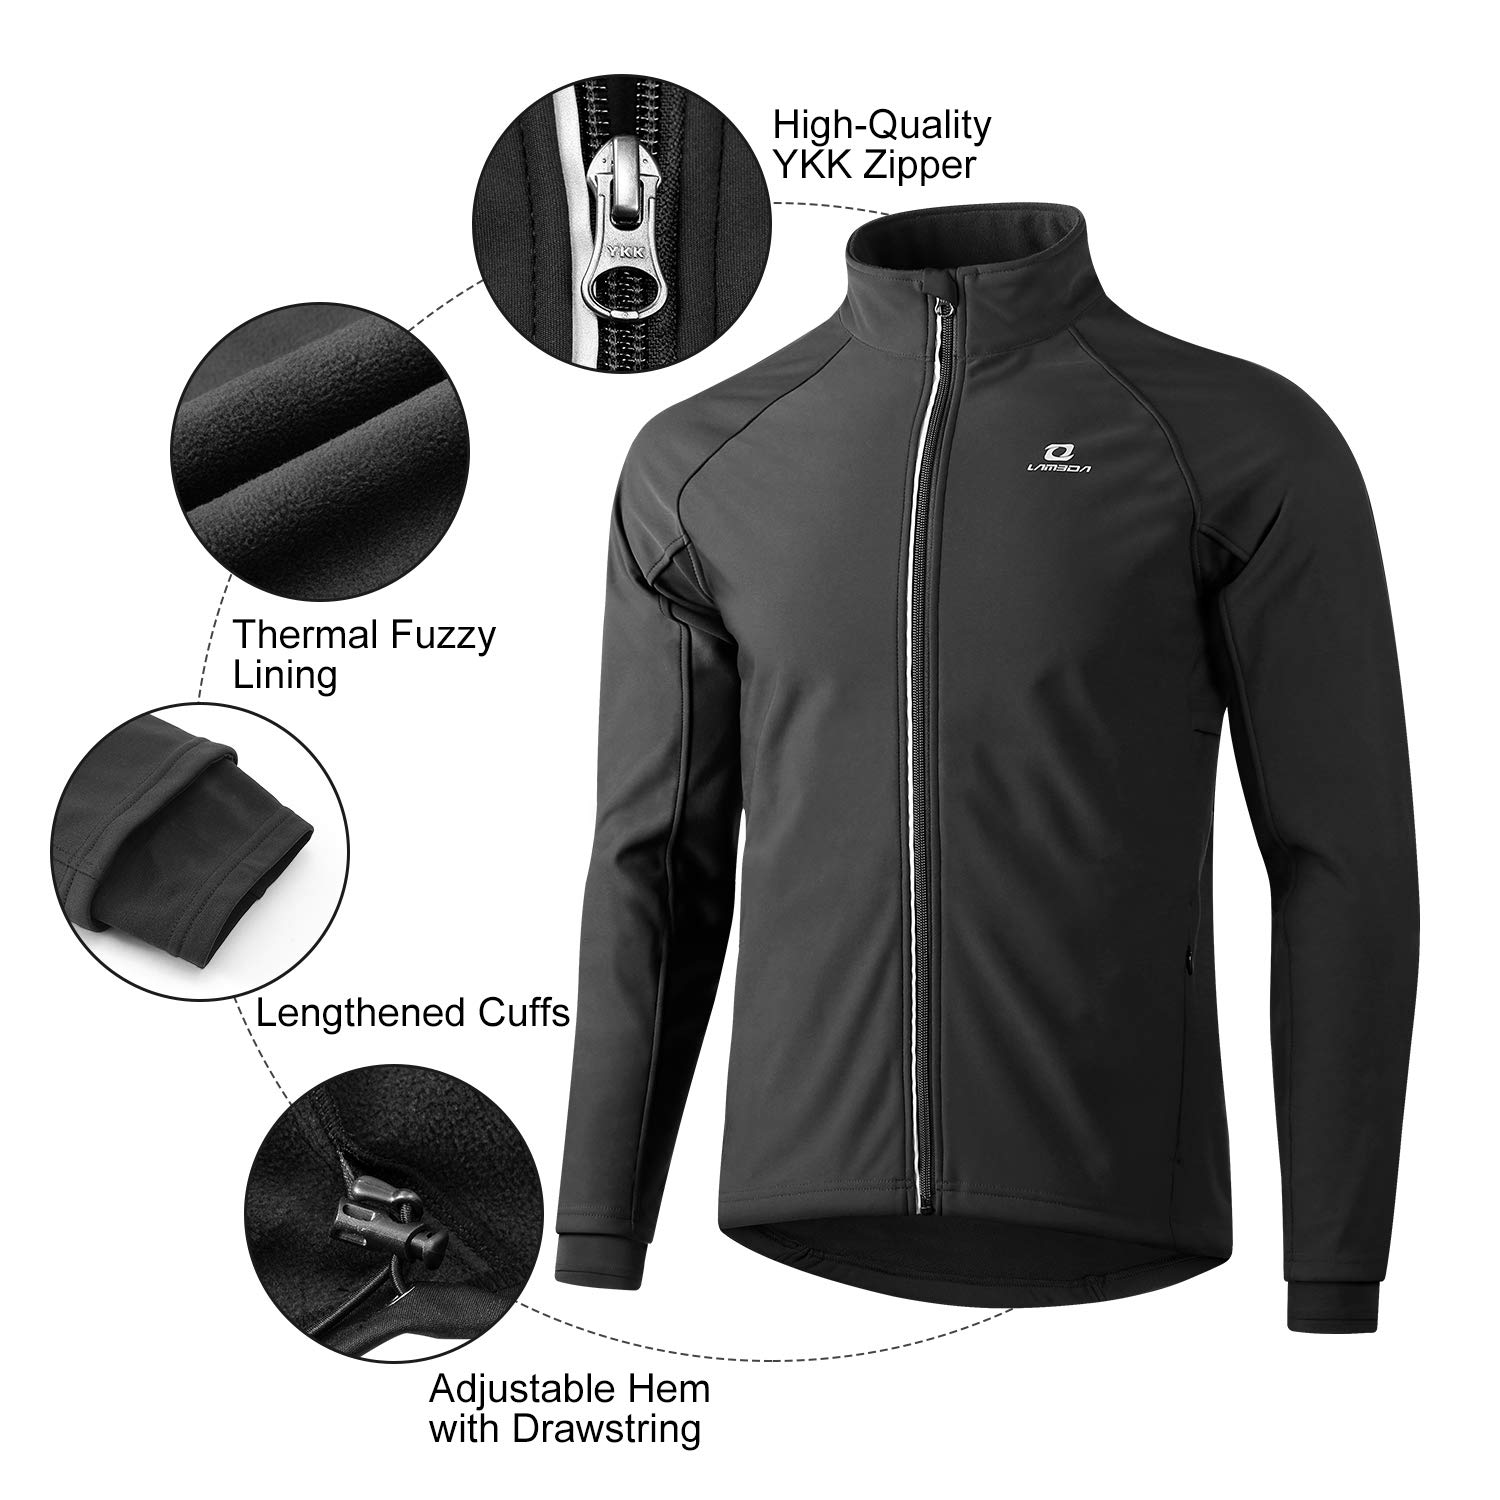 High-Quality
YKK Zipper
YKK
LAMBDA
Thermal Fuzzy
Lining
Lengthened Cuffs
Adjustable Hem
with Drawstring